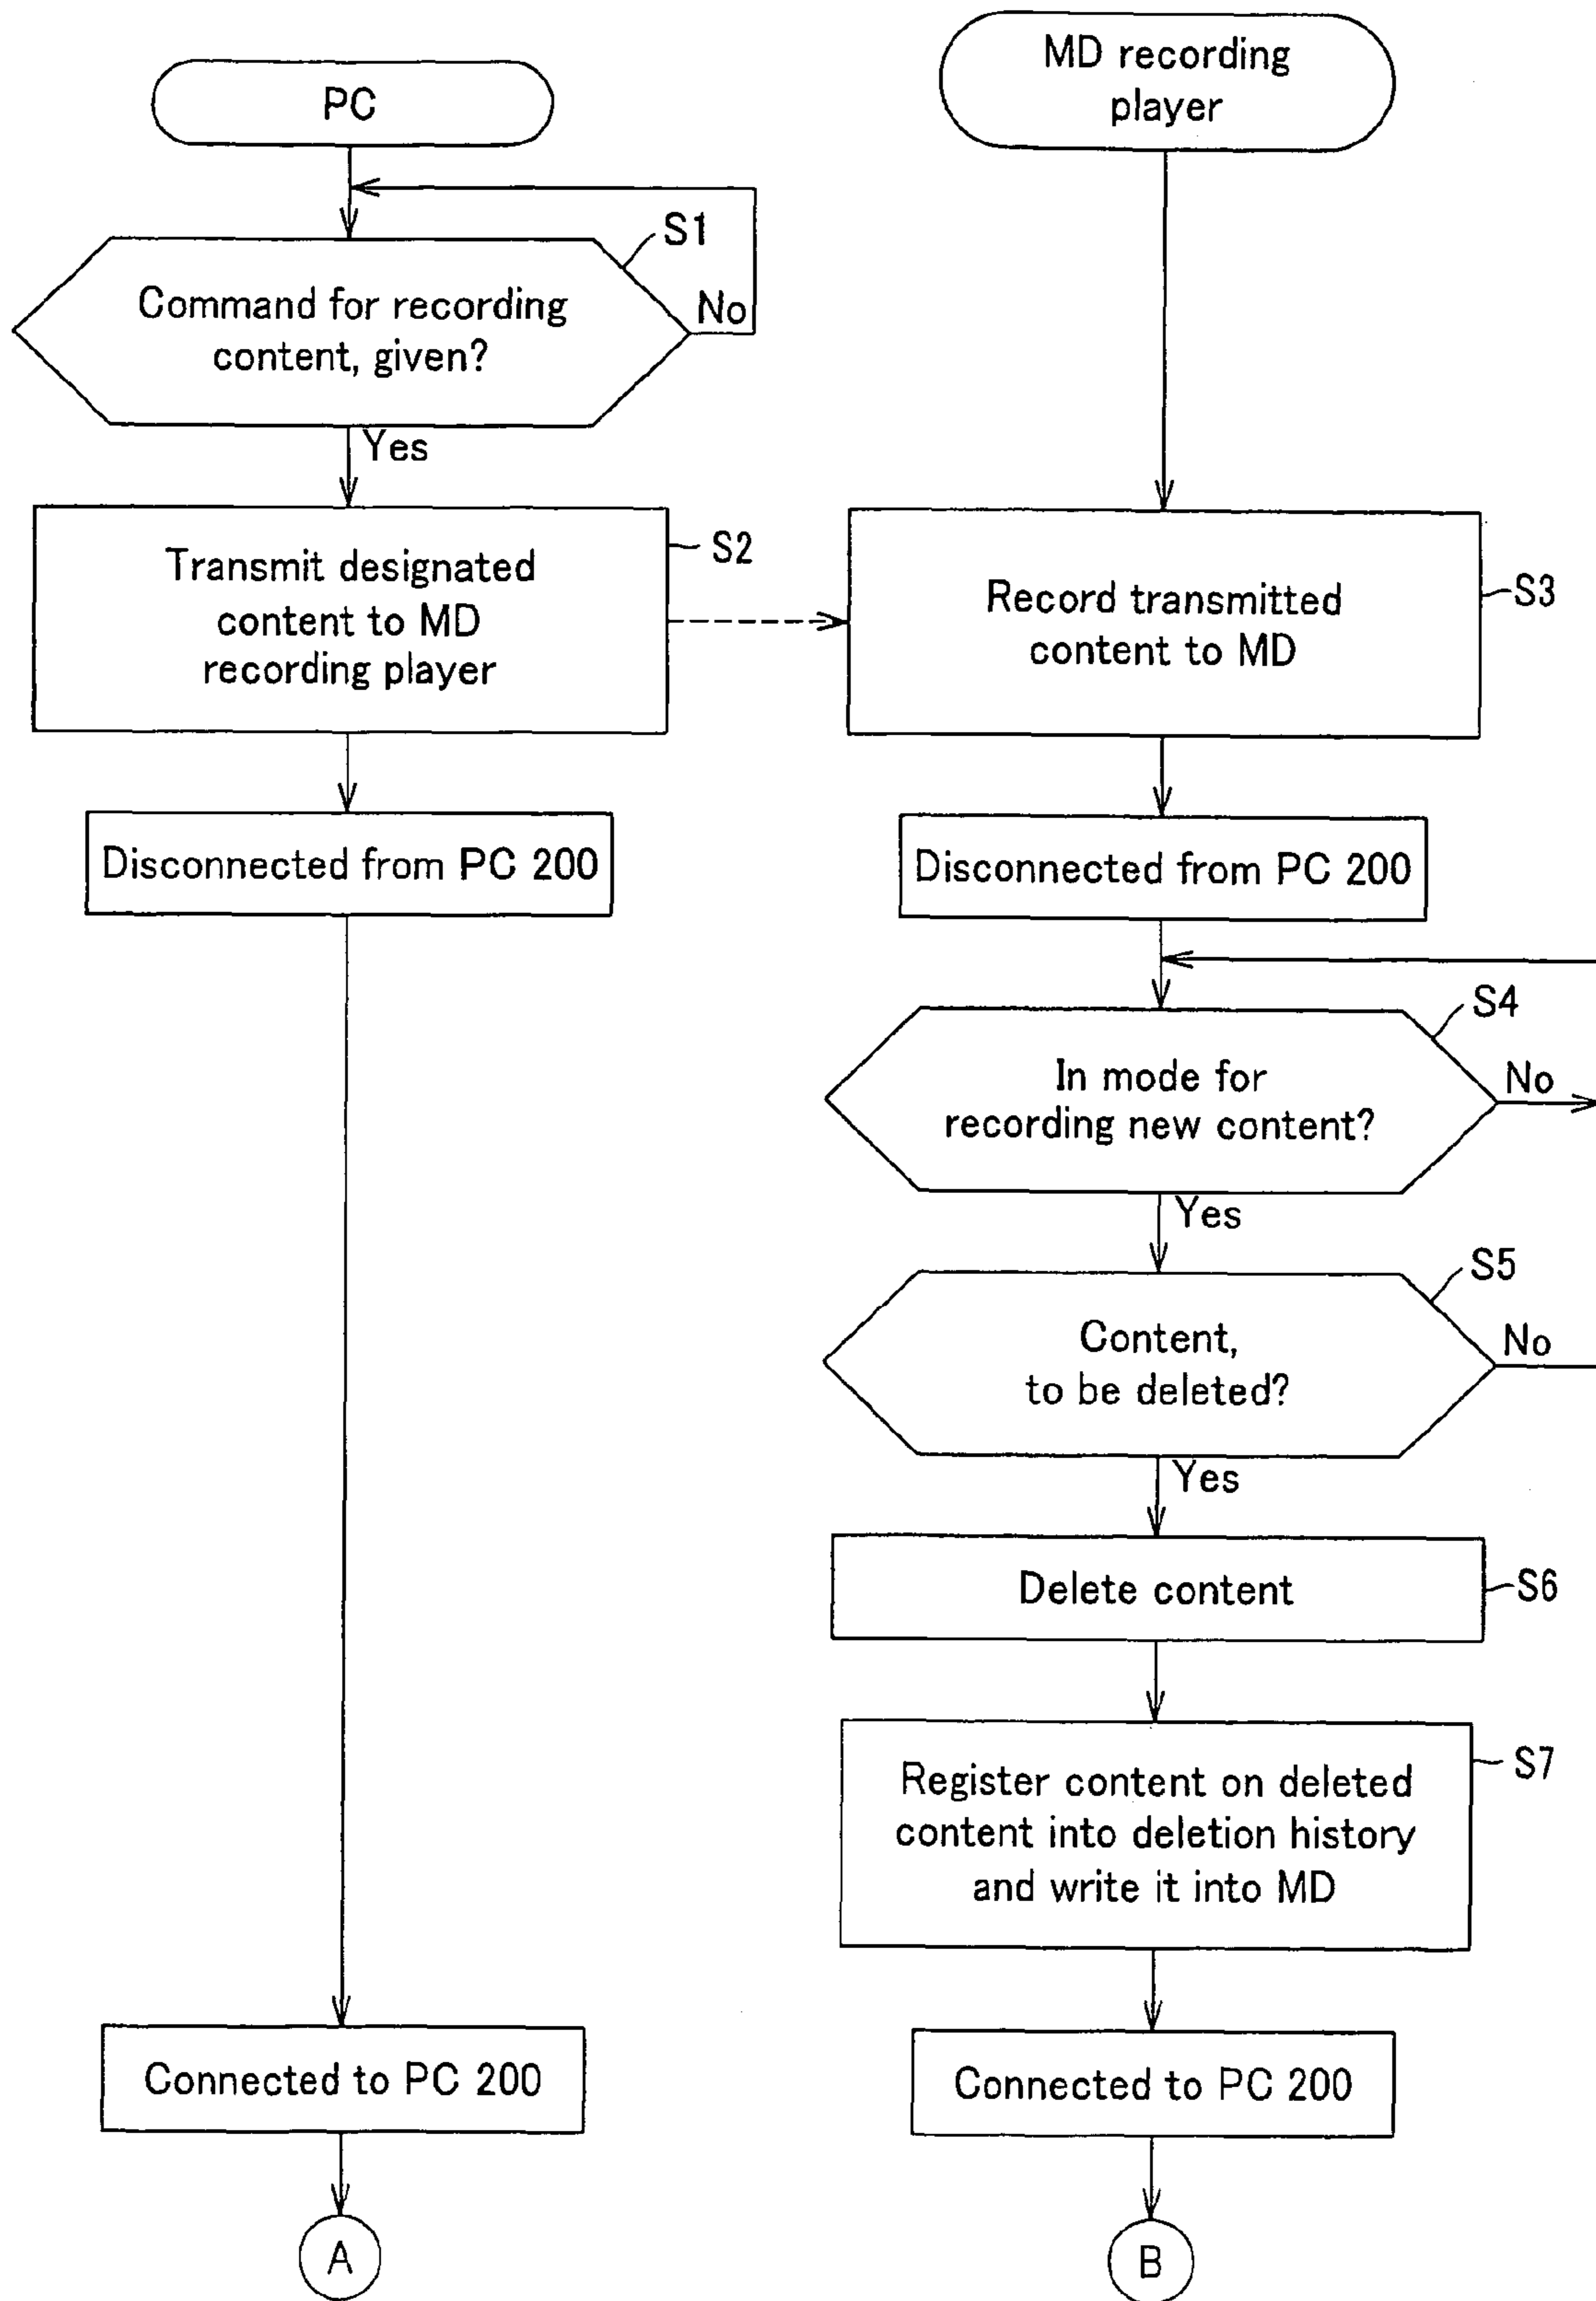 PC
S1
Command for recording
content, given?
No
Yes
Transmit designated
content to MD
recording player
S2
Disconnected from PC 200
Connected to PC 200
A
MD recording
player
Record transmitted
content to MD
S3
Disconnected from PC 200
S4
In mode for
recording new content?
No
Yes
S5
Content,
to be deleted?
No
Yes
Delete content
S6
Register content on deleted
content into deletion history
and write it into MD
S7
Connected to PC 200
B